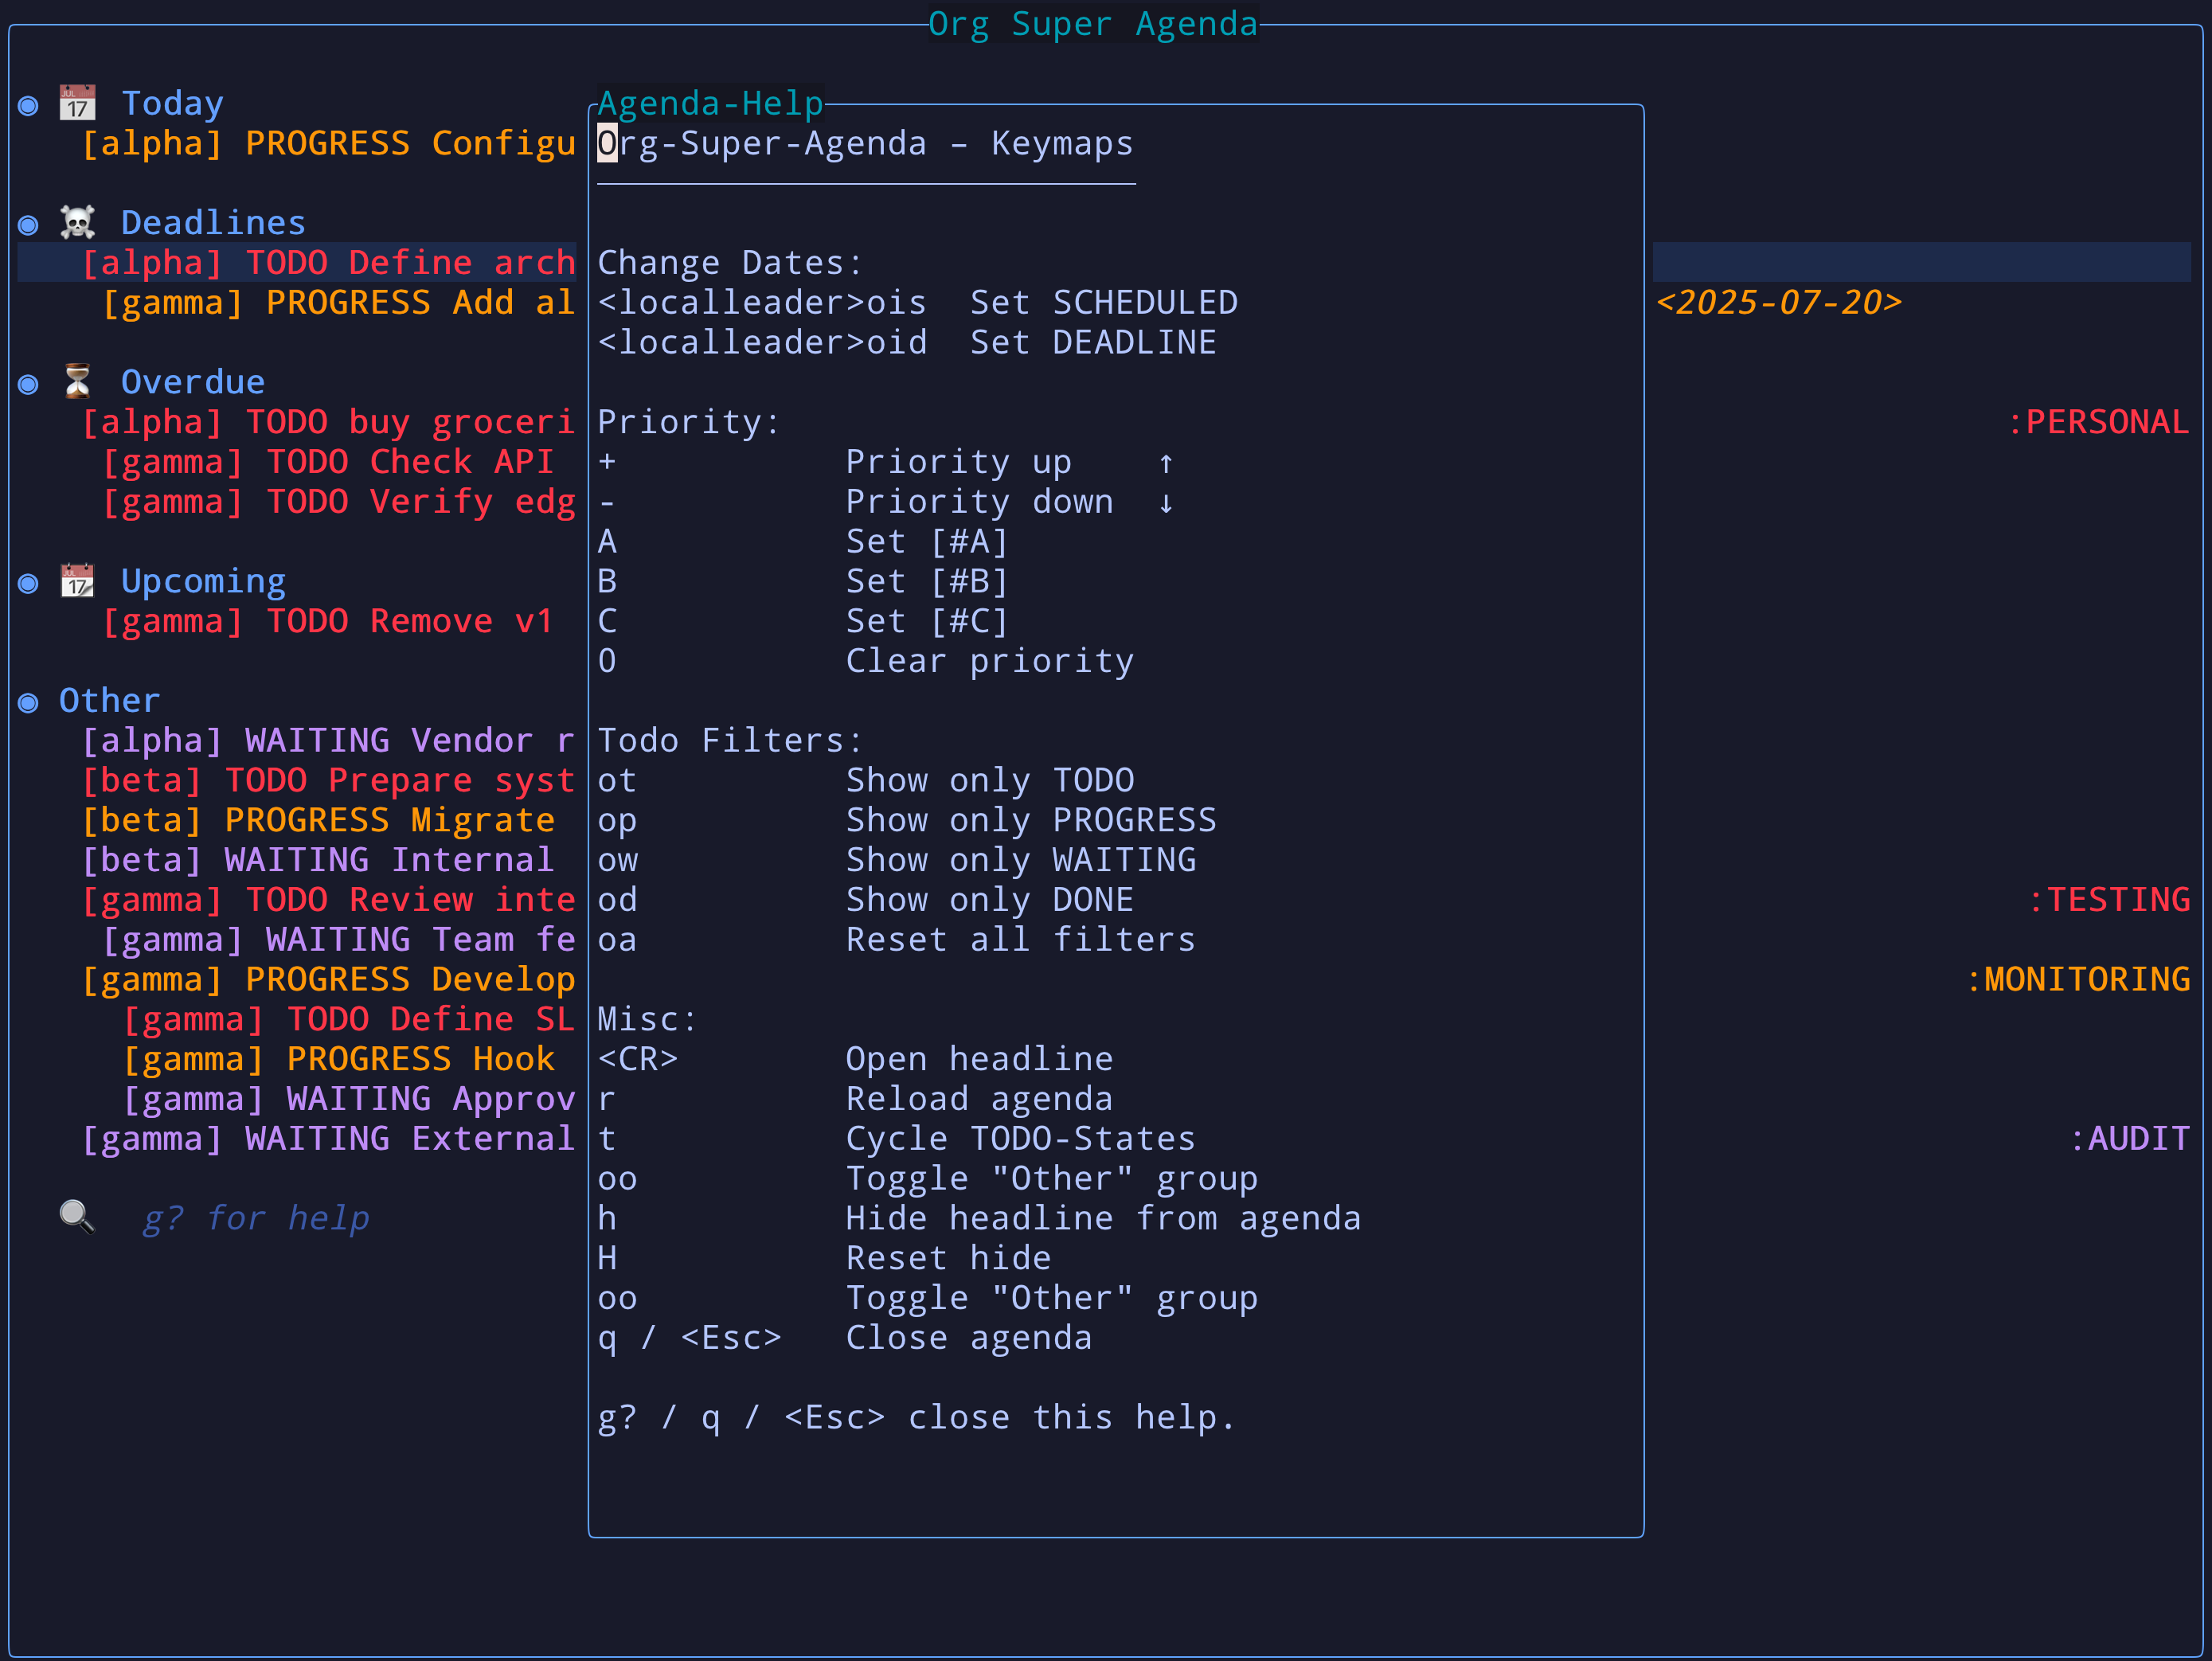 Org Super Agenda
◉ 📅 Today
[alpha] PROGRESS Configu
◉ ☠️ Deadlines
[alpha] TODO Define arch
[gamma] PROGRESS Add al
<2025-07-20>
◉ ⏳ Overdue
[alpha] TODO buy groceri
:PERSONAL
[gamma] TODO Check API
[gamma] TODO Verify edg
◉ 📆 Upcoming
[gamma] TODO Remove v1
◉ Other
[alpha] WAITING Vendor r
[beta] TODO Prepare syst
[beta] PROGRESS Migrate
[beta] WAITING Internal
[gamma] TODO Review inte
:TESTING
[gamma] WAITING Team fe
[gamma] PROGRESS Develop
:MONITORING
[gamma] TODO Define SL
[gamma] PROGRESS Hook
[gamma] WAITING Approv
[gamma] WAITING External
:AUDIT
🔍 g? for help
Agenda-Help
Org-Super-Agenda – Keymaps
Change Dates:
<localleader>ois  Set SCHEDULED
<localleader>oid  Set DEADLINE
Priority:
+           Priority up    ↑
-           Priority down  ↓
A           Set [#A]
B           Set [#B]
C           Set [#C]
0           Clear priority
Todo Filters:
ot          Show only TODO
op          Show only PROGRESS
ow          Show only WAITING
od          Show only DONE
oa          Reset all filters
Misc:
<CR>        Open headline
r           Reload agenda
t           Cycle TODO-States
oo          Toggle "Other" group
h           Hide headline from agenda
H           Reset hide
oo          Toggle "Other" group
q / <Esc>   Close agenda
g? / q / <Esc> close this help.